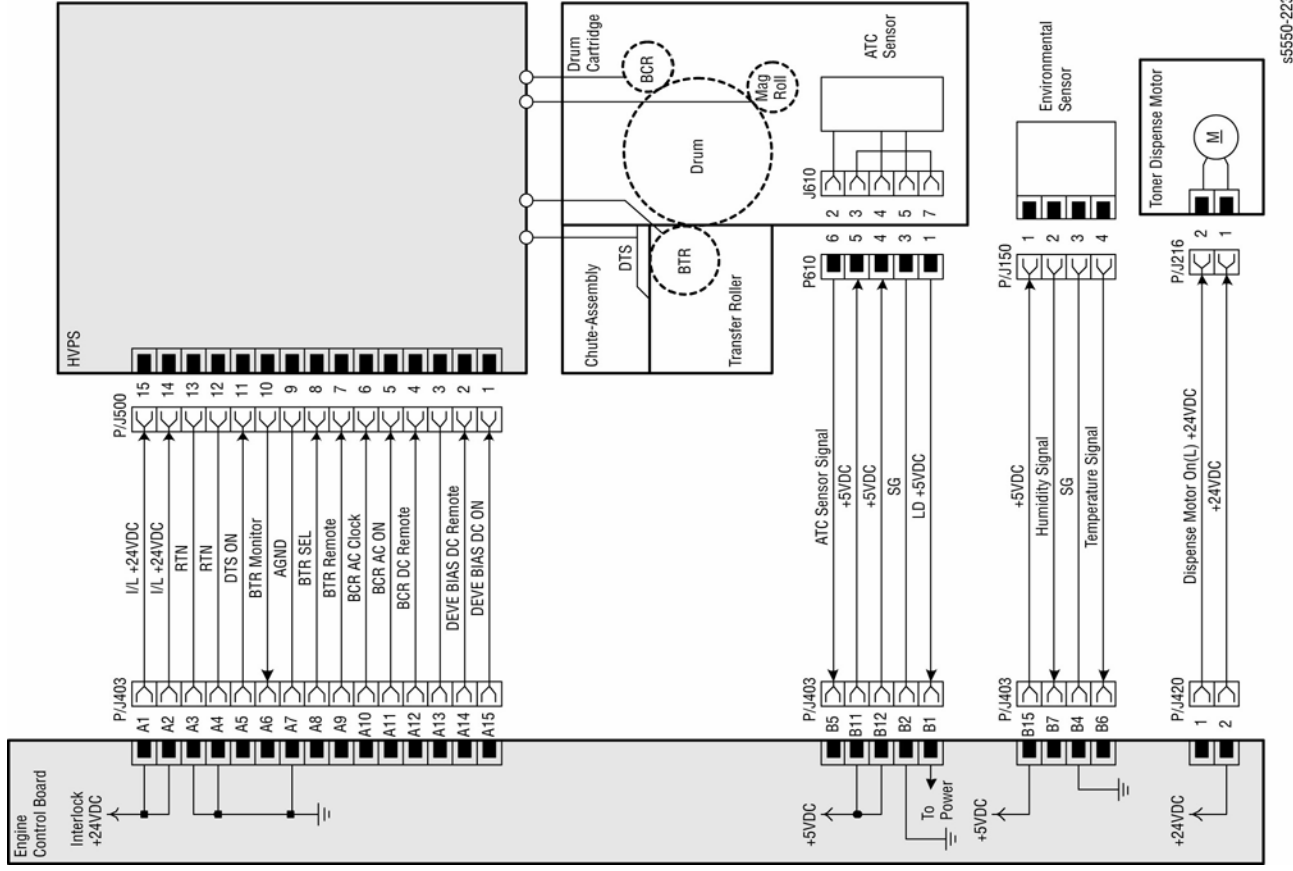 Engine
Control Board
Interlock
+24VDC
P/J403
A1
A2
A3
A4
A5
A6
A7
A8
A9
A10
A11
A12
A13
A14
A15
I/L +24VDC
I/L +24VDC
RTN
RTN
DTS ON
BTR Monitor
AGND
BTR SEL
BTR Remote
BCR AC Clock
BCR AC ON
BCR DC Remote
DEVE BIAS DC Remote
DEVE BIAS DC ON
P/J500
15
14
13
12
11
10
9
8
7
6
5
4
3
2
1
HVPS
Chute-Assembly
DTS
BTR
Transfer Roller
Drum
Cartridge
BCR
Mag
Roll
Drum
ATC
Sensor
J610
2
3
4
5
7
P610
6
5
4
3
1
ATC Sensor Signal
+5VDC
+5VDC
SG
LD +5VDC
P/J403
B5
B11
B12
B2
B1
+5VDC
To
Power
Environmental
Sensor
P/J150
1
2
3
4
+5VDC
Humidity Signal
SG
Temperature Signal
P/J403
B15
B7
B4
B6
+5VDC
Toner Dispense Motor
M
P/J216
2
1
Dispense Motor On(L) +24VDC
+24VDC
P/J420
1
2
+24VDC
s5550-223